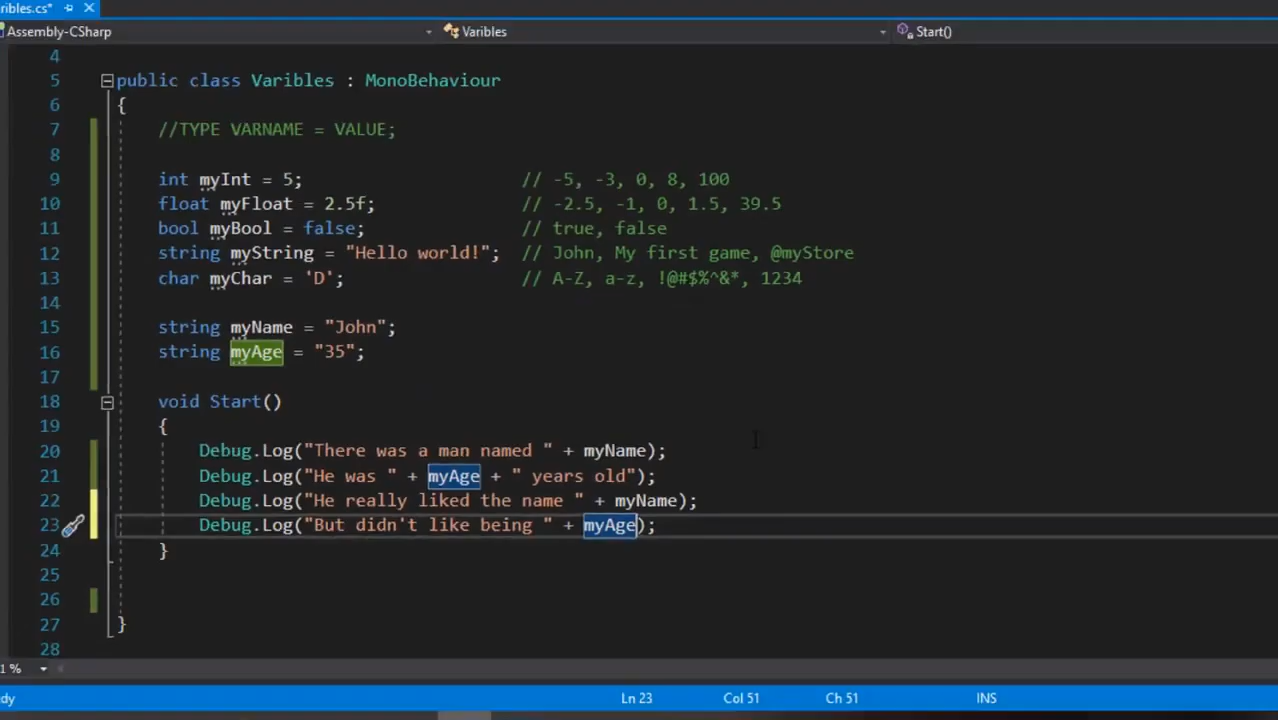 ribles.cs*
Assembly-CSharp Varibles Start()
4
5 public class Varibles : MonoBehaviour
6 {
7 //TYPE VARNAME = VALUE;
8
9 int myInt = 5; // -5, -3, 0, 8, 100
10 float myFloat = 2.5f; // -2.5, -1, 0, 1.5, 39.5
11 bool myBool = false; // true, false
12 string myString = "Hello world!"; // John, My first game, @myStore
13 char myChar = 'D'; // A-Z, a-z, !@#$%^&*, 1234
14
15 string myName = "John";
16 string myAge = "35";
17
18 void Start()
19 {
20 Debug.Log("There was a man named " + myName);
21 Debug.Log("He was " + myAge + " years old");
22 Debug.Log("He really liked the name " + myName);
23 Debug.Log("But didn't like being " + myAge);
24 }
25
26
27 }
28
1 %
dy Ln 23 Col 51 Ch 51 INS